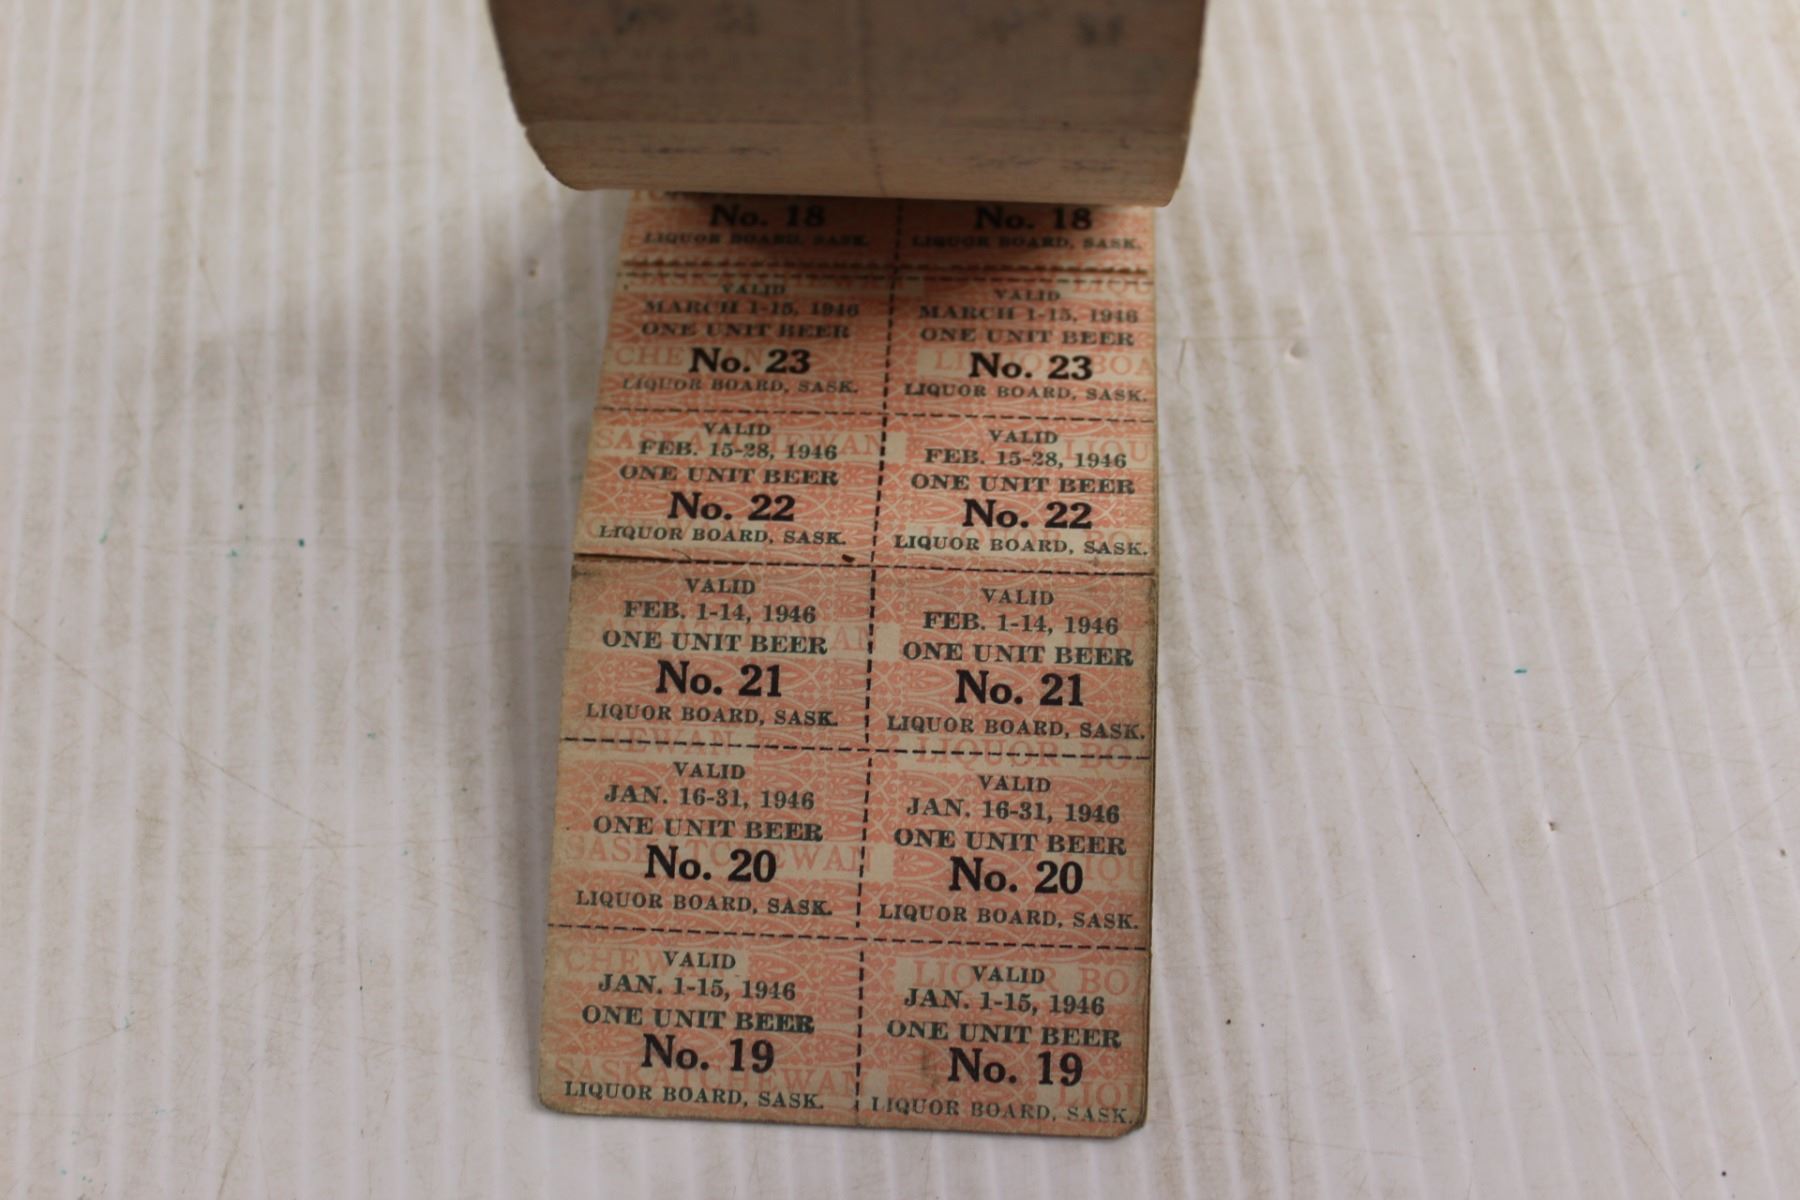 No. 18
LIQUOR BOARD, SASK.
No. 18
LIQUOR BOARD, SASK.
VALID
MARCH 1-15, 1946
ONE UNIT BEER
No. 23
LIQUOR BOARD, SASK.
VALID
MARCH 1-15, 1946
ONE UNIT BEER
No. 23
LIQUOR BOARD, SASK.
VALID
FEB. 15-28, 1946
ONE UNIT BEER
No. 22
LIQUOR BOARD, SASK.
VALID
FEB. 15-28, 1946
ONE UNIT BEER
No. 22
LIQUOR BOARD, SASK.
VALID
FEB. 1-14, 1946
ONE UNIT BEER
No. 21
LIQUOR BOARD, SASK.
VALID
FEB. 1-14, 1946
ONE UNIT BEER
No. 21
LIQUOR BOARD, SASK.
VALID
JAN. 16-31, 1946
ONE UNIT BEER
No. 20
LIQUOR BOARD, SASK.
VALID
JAN. 16-31, 1946
ONE UNIT BEER
No. 20
LIQUOR BOARD, SASK.
VALID
JAN. 1-15, 1946
ONE UNIT BEER
No. 19
LIQUOR BOARD, SASK.
VALID
JAN. 1-15, 1946
ONE UNIT BEER
No. 19
LIQUOR BOARD, SASK.